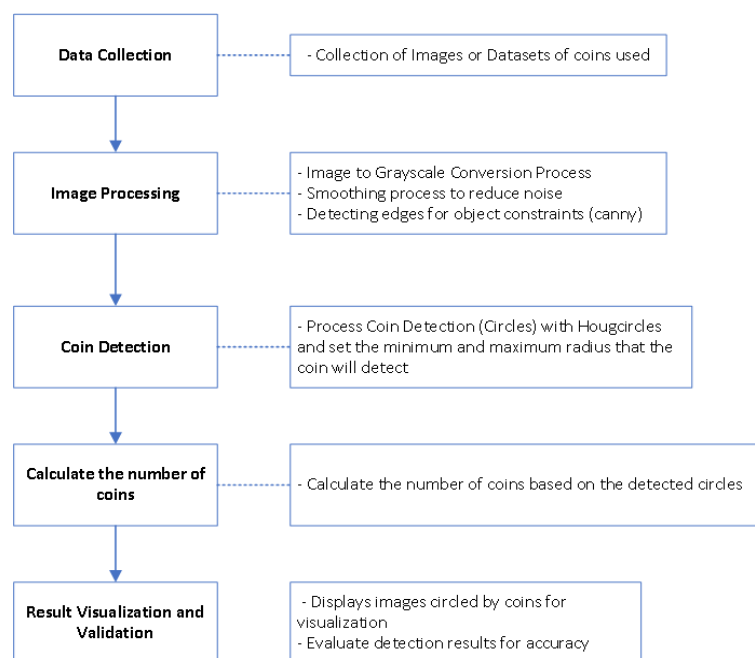 Data Collection
- Collection of Images or Datasets of coins used
Image Processing
- Image to Grayscale Conversion Process
- Smoothing process to reduce noise
- Detecting edges for object constraints (canny)
Coin Detection
- Process Coin Detection (Circles) with Hougcircles
and set the minimum and maximum radius that the
coin will detect
Calculate the number of
coins
- Calculate the number of coins based on the detected circles
Result Visualization and
Validation
- Displays images circled by coins for
visualization
- Evaluate detection results for accuracy